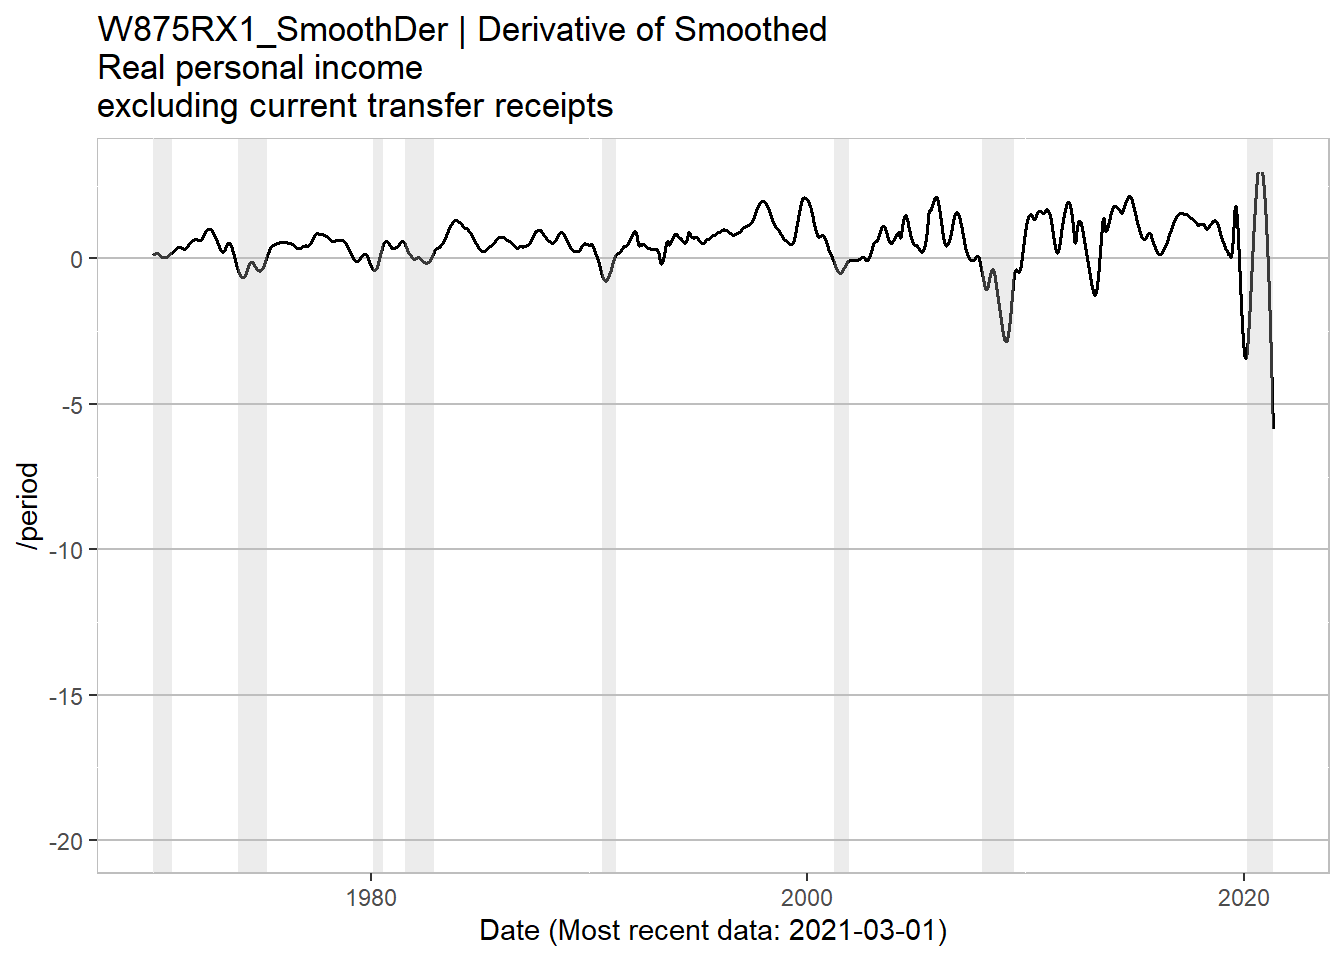 W875RX1_SmoothDer | Derivative of Smoothed
Real personal income
excluding current transfer receipts
/period
0
-5
-10
-15
-20
1980
2000
2020
Date (Most recent data: 2021-03-01)